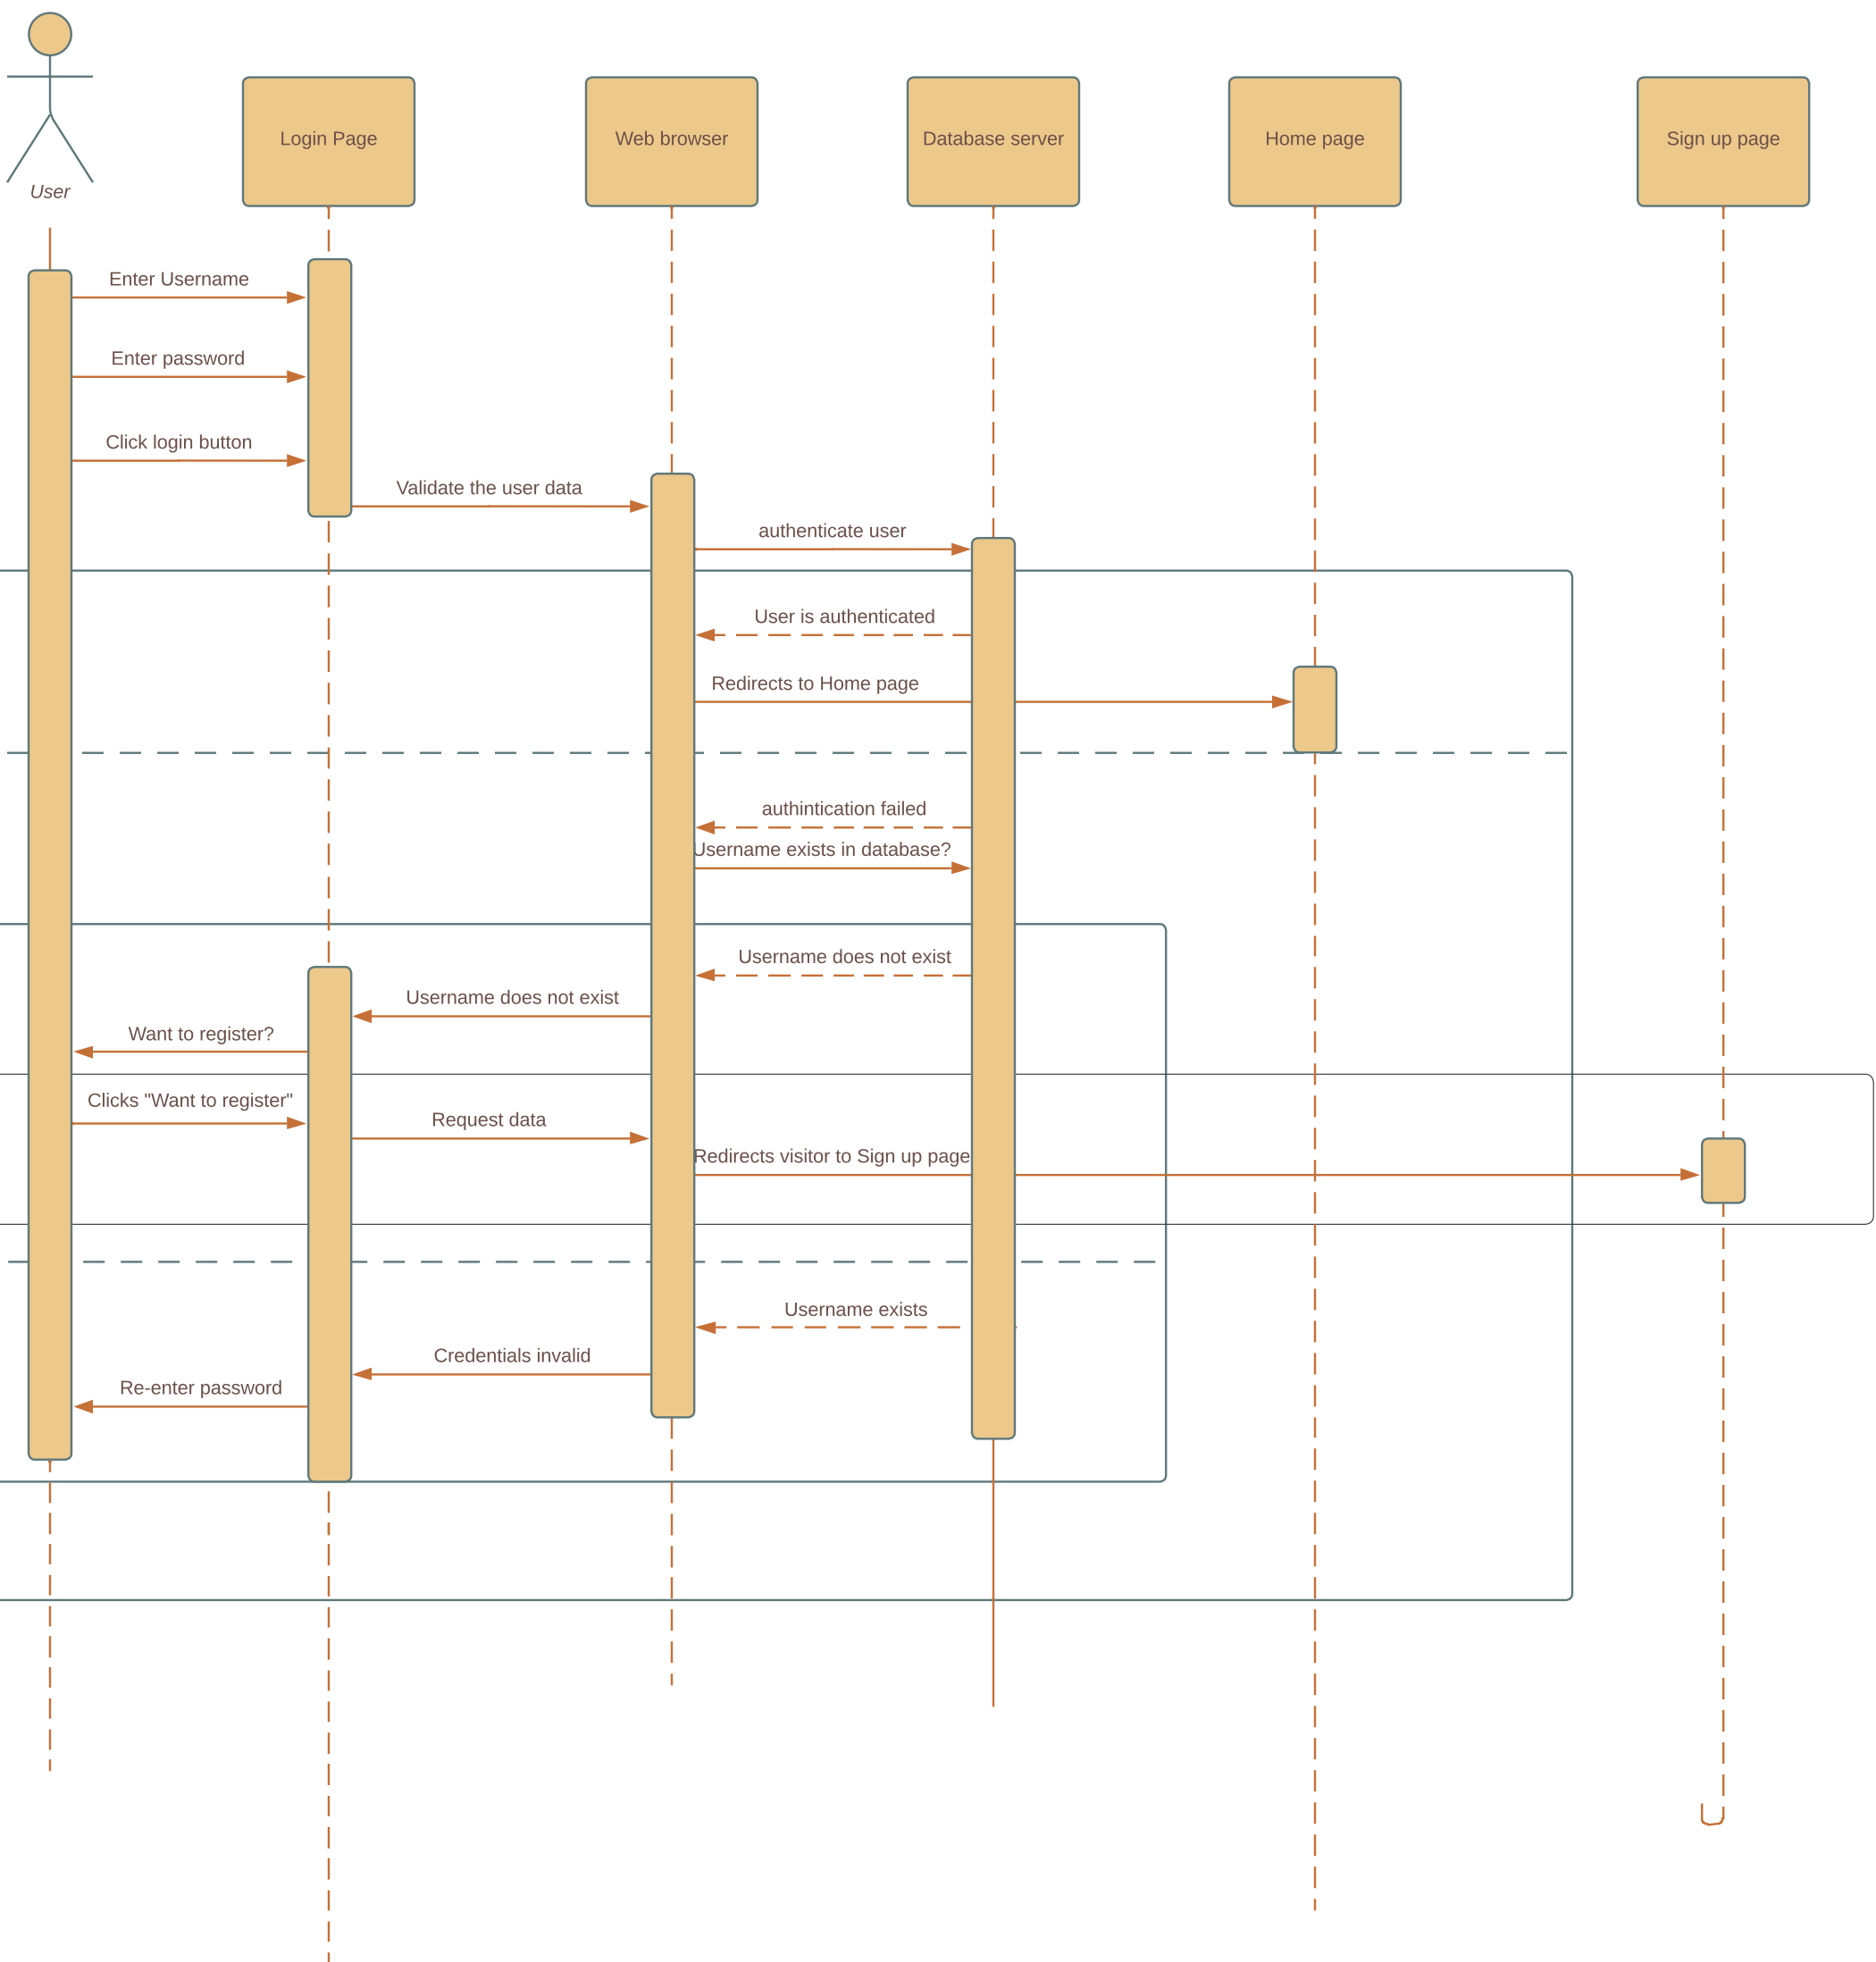 User
Login Page
Web browser
Database server
Home page
Sign up page
Enter Username
Enter password
Click login button
Validate the user data
authenticate user
User is authenticated
Redirects to Home page
authintication failed
Username exists in database?
Username does not exist
Username does not exist
Want to register?
Clicks "Want to register"
Request data
Redirects visitor to Sign up page
Username exists
Credentials invalid
Re-enter password